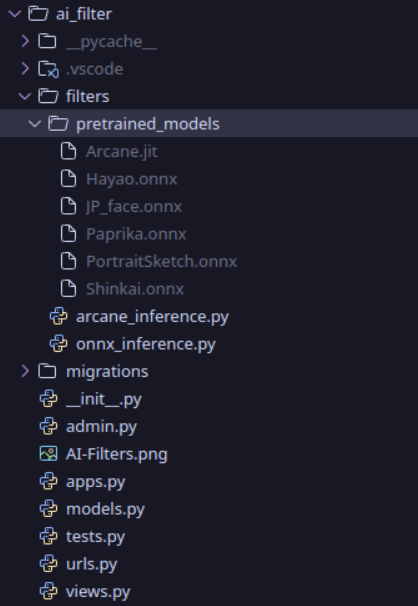 ai_filter
__pycache__
.vscode
filters
pretrained_models
Arcane.jit
Hayao.onnx
JP_face.onnx
Paprika.onnx
PortraitSketch.onnx
Shinkai.onnx
arcane_inference.py
onnx_inference.py
migrations
__init__.py
admin.py
AI-Filters.png
apps.py
models.py
tests.py
urls.py
views.py